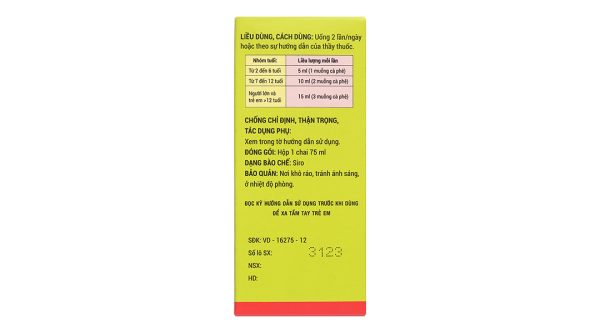 LIỀU DÙNG, CÁCH DÙNG: Uống 2 lần/ngày
hoặc theo sự hướng dẫn của thầy thuốc.
Nhóm tuổi: Liều lượng mỗi lần
Từ 2 đến 6 tuổi 5 ml (1 muỗng cà phê)
Từ 7 đến 12 tuổi 10 ml (2 muỗng cà phê)
Người lớn và
trẻ em >12 tuổi 15 ml (3 muỗng cà phê)
CHỐNG CHỈ ĐỊNH, THẬN TRỌNG,
TÁC DỤNG PHỤ:
Xem trong tờ hướng dẫn sử dụng.
ĐÓNG GÓI: Hộp 1 chai 75 ml
DẠNG BÀO CHẾ: Siro
BẢO QUẢN: Nơi khô ráo, tránh ánh sáng,
ở nhiệt độ phòng.
ĐỌC KỸ HƯỚNG DẪN SỬ DỤNG TRƯỚC KHI DÙNG
ĐỂ XA TẦM TAY TRẺ EM
SĐK: VD - 16275 - 12
Số lô SX: 3123
NSX:
HD: